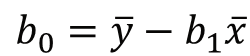 b₀ = ȳ − b₁x̄